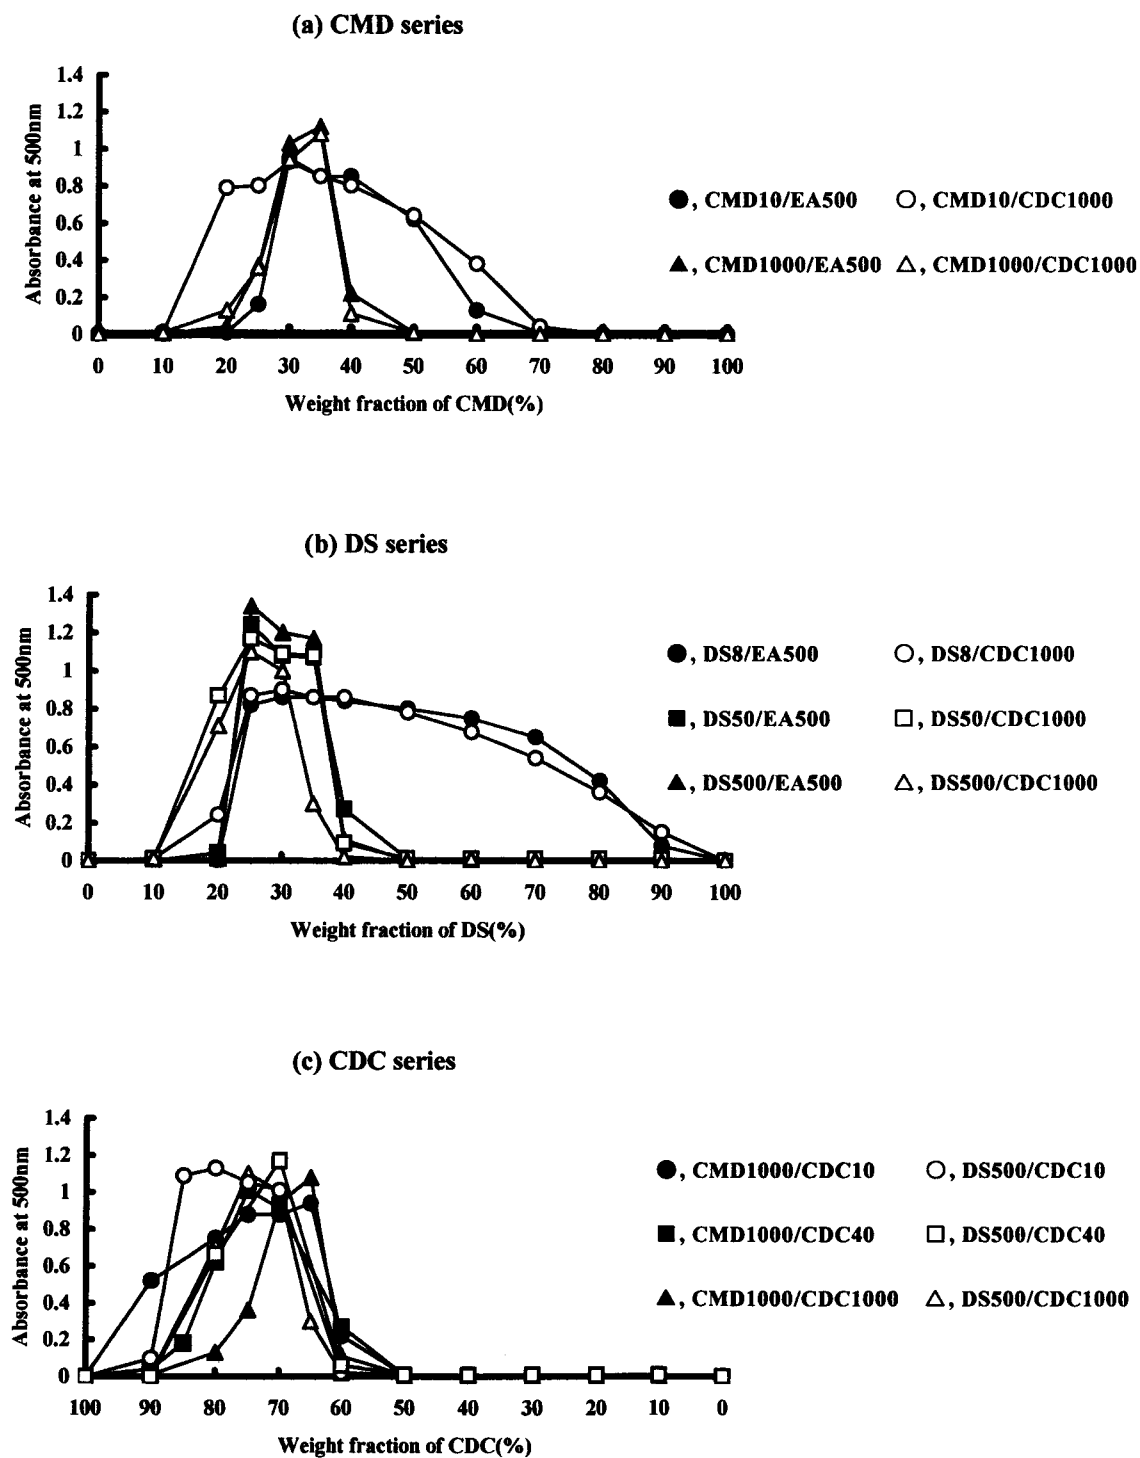 (a) CMD series
1.4
1.2
1
0.8
0.6
0.4
0.2
0
Absorbance at 500nm
0 10 20 30 40 50 60 70 80 90 100
Weight fraction of CMD(%)
, CMD10/EA500 , CMD10/CDC1000
, CMD1000/EA500 , CMD1000/CDC1000
(b) DS series
1.4
1.2
1
0.8
0.6
0.4
0.2
0
Absorbance at 500nm
0 10 20 30 40 50 60 70 80 90 100
Weight fraction of DS(%)
, DS8/EA500 , DS8/CDC1000
, DS50/EA500 , DS50/CDC1000
, DS500/EA500 , DS500/CDC1000
(c) CDC series
1.4
1.2
1
0.8
0.6
0.4
0.2
0
Absorbance at 500nm
100 90 80 70 60 50 40 30 20 10 0
Weight fraction of CDC(%)
, CMD1000/CDC10 , DS500/CDC10
, CMD1000/CDC40 , DS500/CDC40
, CMD1000/CDC1000 , DS500/CDC1000